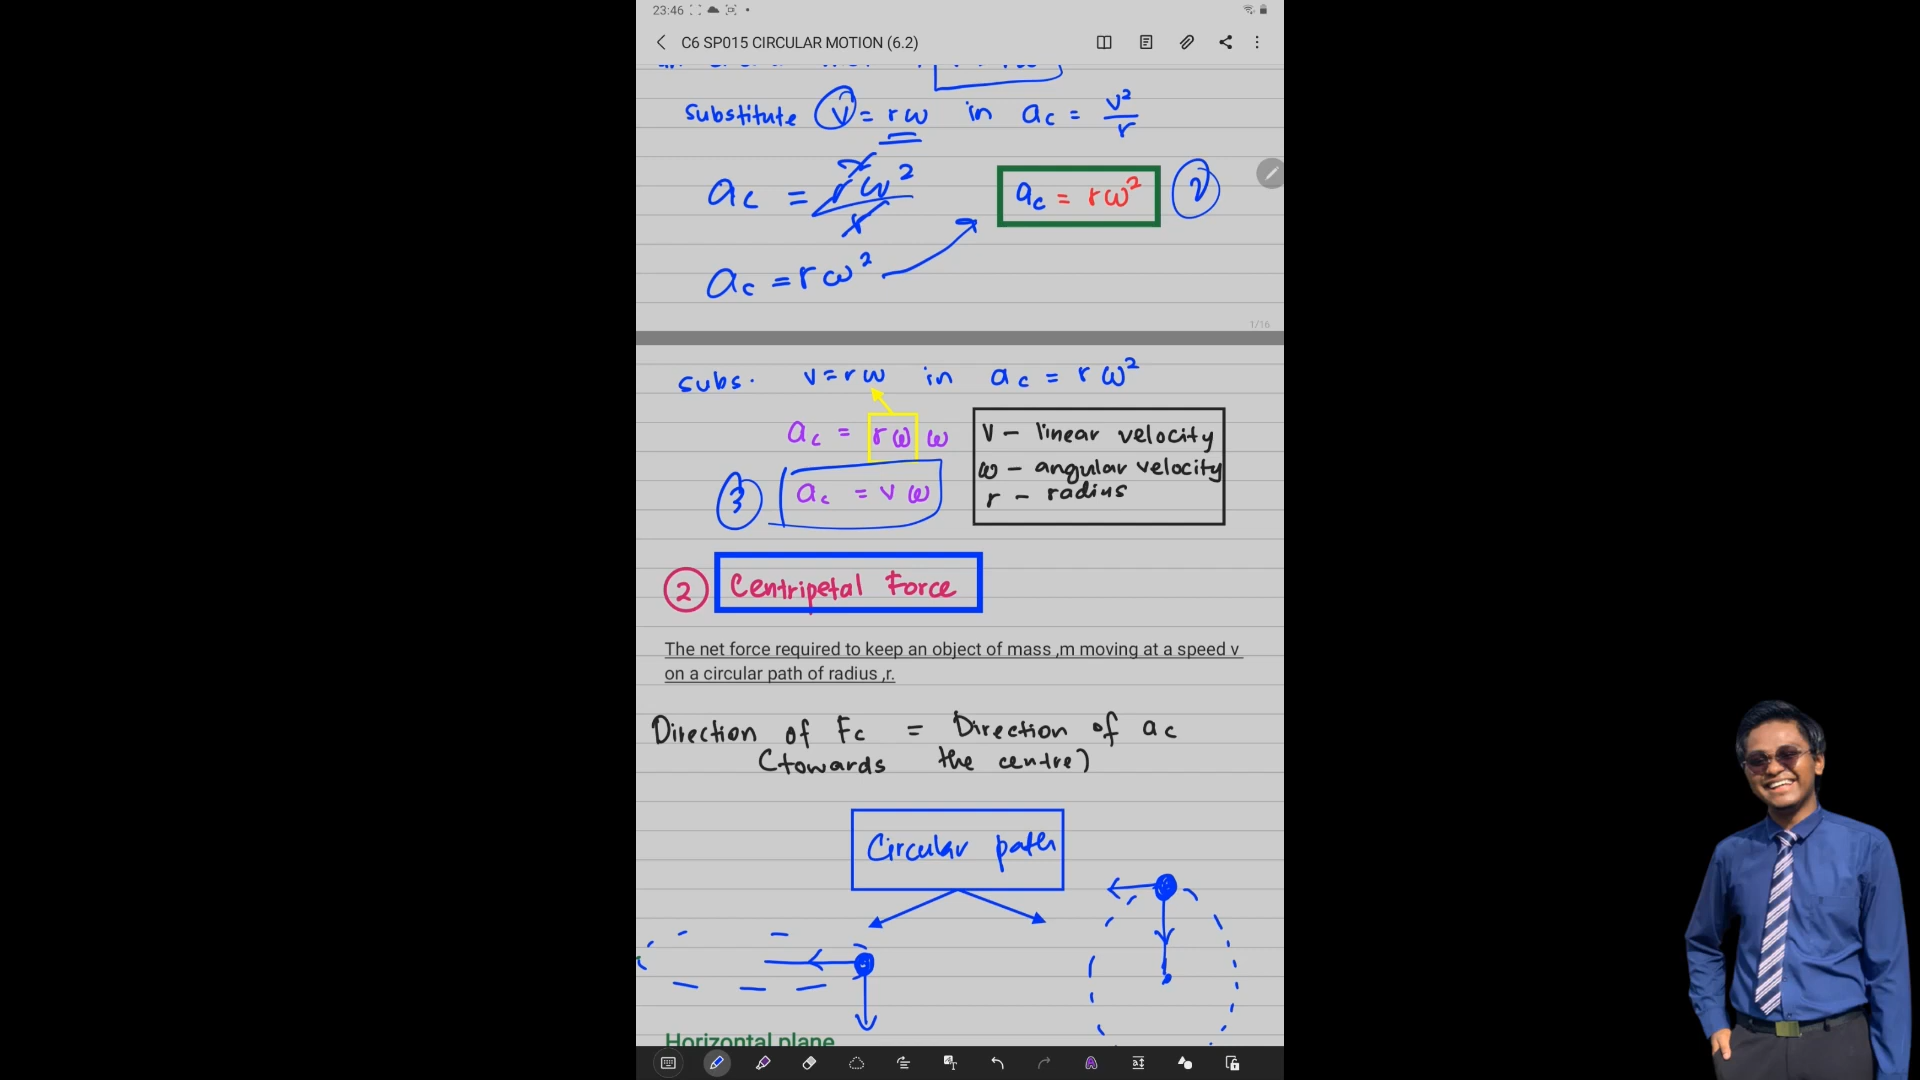 23:46
C6 SP015 CIRCULAR MOTION (6.2)
substitute v = rω in ac = v²/r
ac = r²ω²/r
ac = rω² 2
ac = rω²
1/16
subs. v = rω in ac = rω²
ac = rω ω
3 ac = vω
V - linear velocity
ω - angular velocity
r - radius
2 Centripetal Force
The net force required to keep an object of mass ,m moving at a speed v
on a circular path of radius ,r.
Direction of Fc = Direction of ac
(towards the centre)
Circular path
Horizontal plane